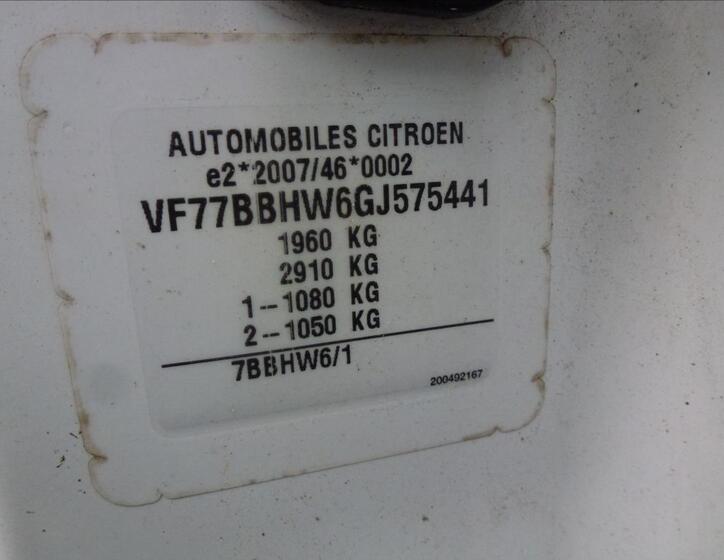 AUTOMOBILES CITROEN
e2*2007/46*0002
VF77BBHW6GJ575441
1960 KG
2910 KG
1--1080 KG
2--1050 KG
7BBHW6/1
200492167